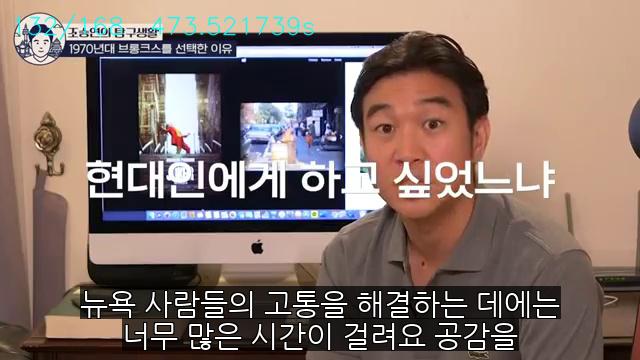 132/168 473.521739s
조승연의 탐구생활
1970년대 브롱크스를 선택한 이유
현대인에게 하고 싶었느냐
뉴욕 사람들의 고통을 해결하는 데에는
너무 많은 시간이 걸려요 공감을